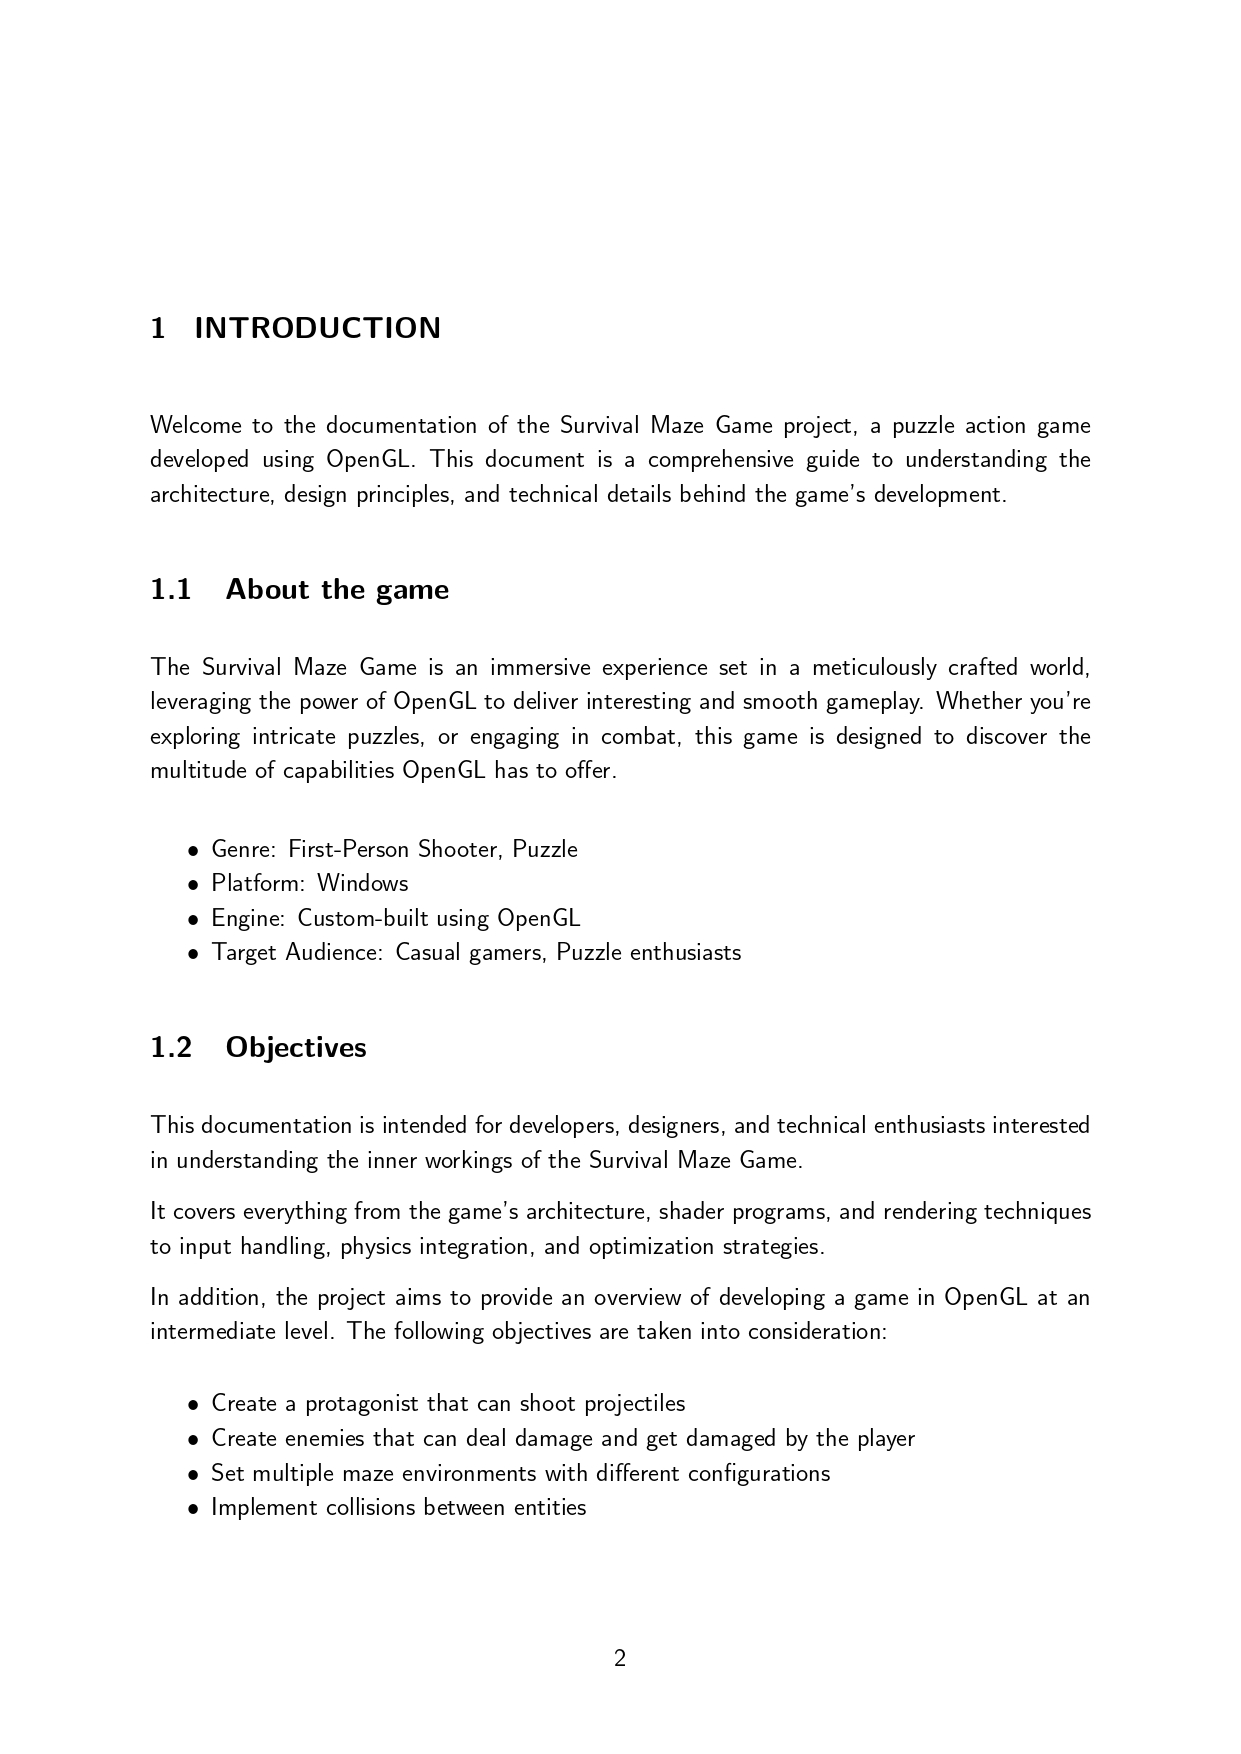 1 INTRODUCTION
Welcome to the documentation of the Survival Maze Game project, a puzzle action game
developed using OpenGL. This document is a comprehensive guide to understanding the
architecture, design principles, and technical details behind the game's development.
1.1 About the game
The Survival Maze Game is an immersive experience set in a meticulously crafted world,
leveraging the power of OpenGL to deliver interesting and smooth gameplay. Whether you're
exploring intricate puzzles, or engaging in combat, this game is designed to discover the
multitude of capabilities OpenGL has to offer.
• Genre: First-Person Shooter, Puzzle
• Platform: Windows
• Engine: Custom-built using OpenGL
• Target Audience: Casual gamers, Puzzle enthusiasts
1.2 Objectives
This documentation is intended for developers, designers, and technical enthusiasts interested
in understanding the inner workings of the Survival Maze Game.
It covers everything from the game's architecture, shader programs, and rendering techniques
to input handling, physics integration, and optimization strategies.
In addition, the project aims to provide an overview of developing a game in OpenGL at an
intermediate level. The following objectives are taken into consideration:
• Create a protagonist that can shoot projectiles
• Create enemies that can deal damage and get damaged by the player
• Set multiple maze environments with different configurations
• Implement collisions between entities
2